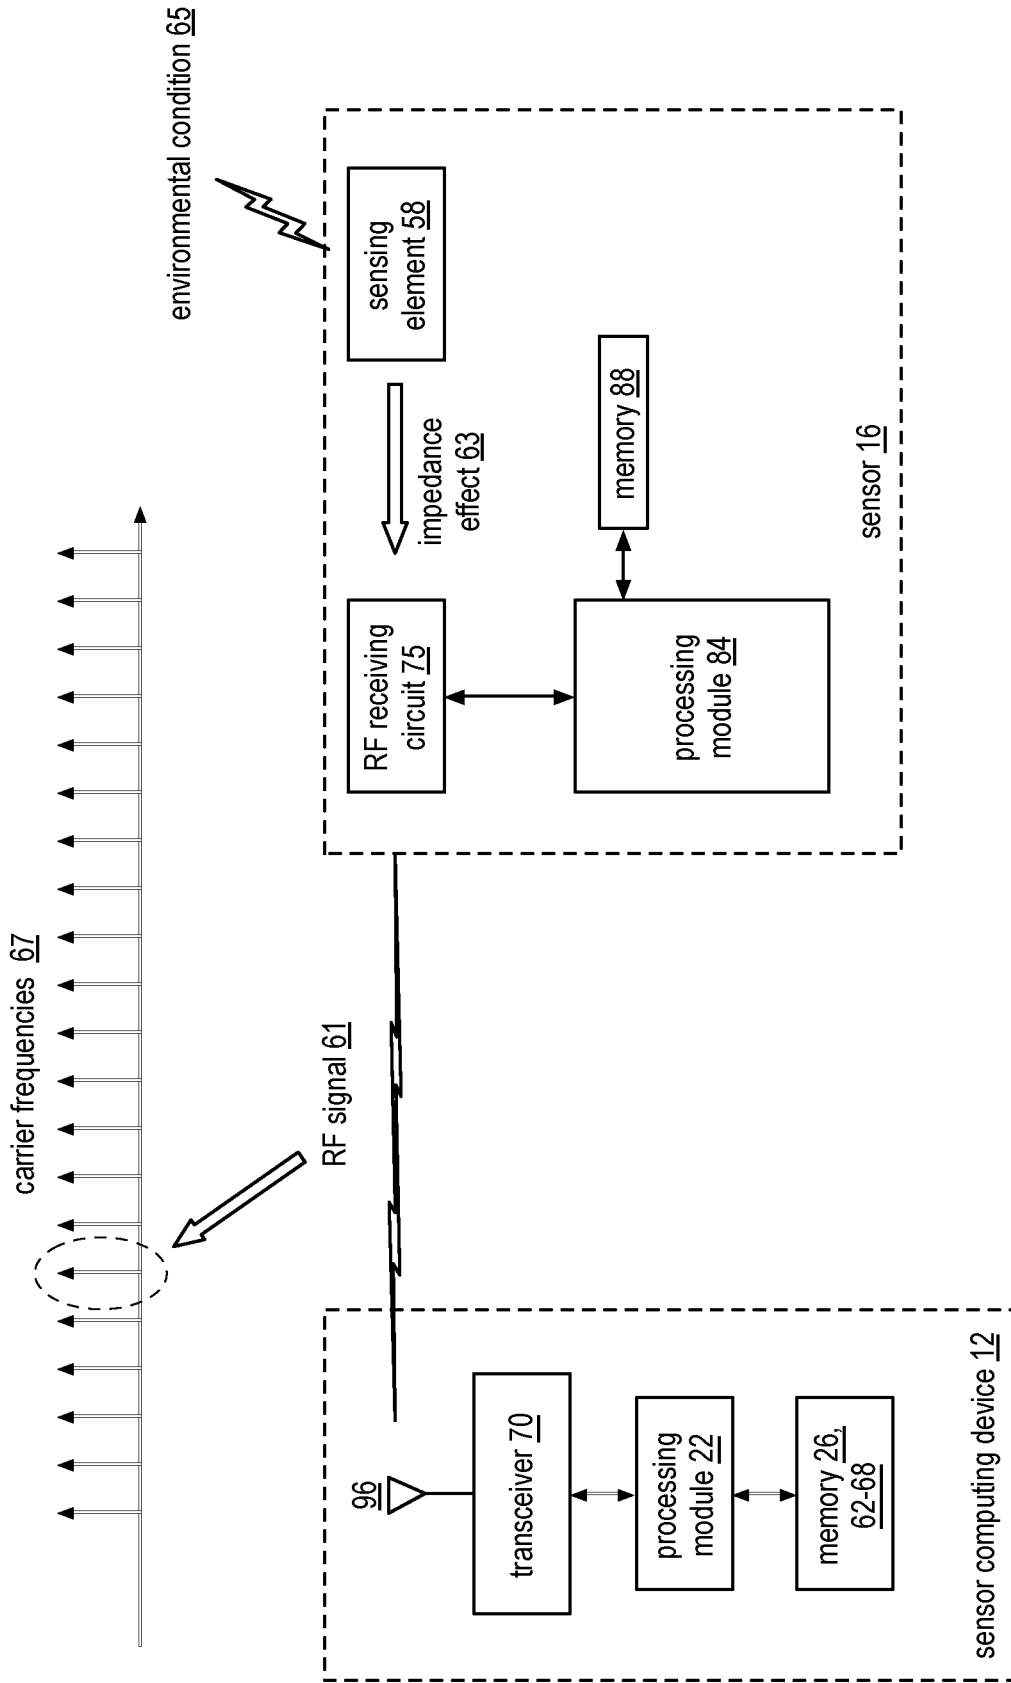 carrier frequencies 67
environmental condition 65
RF signal 61
96
transceiver 70
processing
module 22
memory 26,
62-68
sensor computing device 12
RF receiving
circuit 75
impedance
effect 63
sensing
element 58
processing
module 84
memory 88
sensor 16